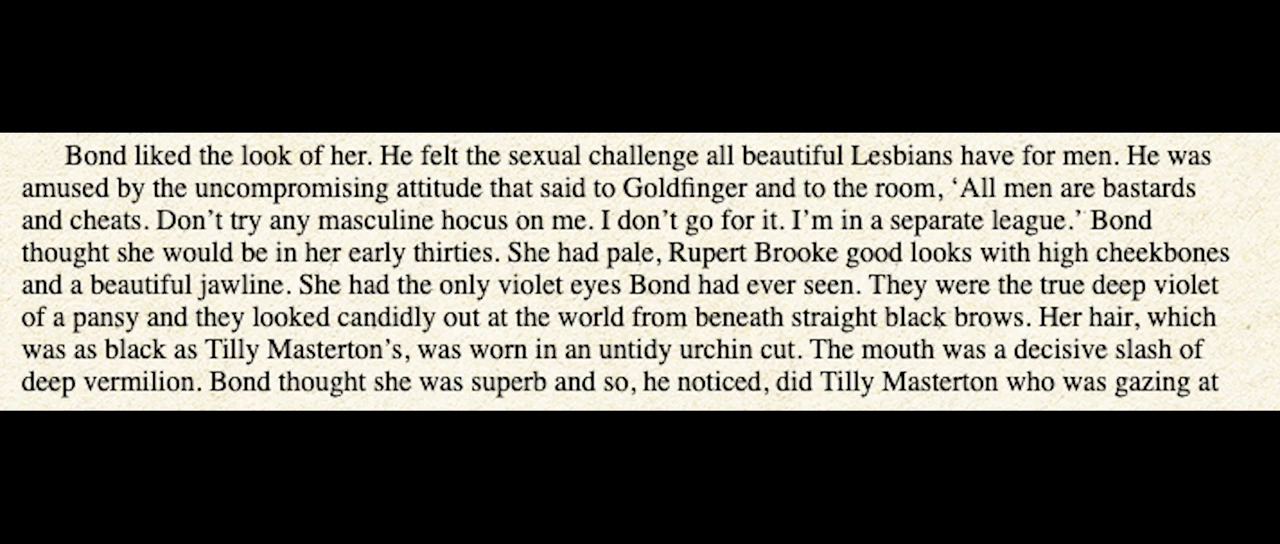 Bond liked the look of her. He felt the sexual challenge all beautiful Lesbians have for men. He was
amused by the uncompromising attitude that said to Goldfinger and to the room, ‘All men are bastards
and cheats. Don’t try any masculine hocus on me. I don’t go for it. I’m in a separate league.’ Bond
thought she would be in her early thirties. She had pale, Rupert Brooke good looks with high cheekbones
and a beautiful jawline. She had the only violet eyes Bond had ever seen. They were the true deep violet
of a pansy and they looked candidly out at the world from beneath straight black brows. Her hair, which
was as black as Tilly Masterton’s, was worn in an untidy urchin cut. The mouth was a decisive slash of
deep vermilion. Bond thought she was superb and so, he noticed, did Tilly Masterton who was gazing at